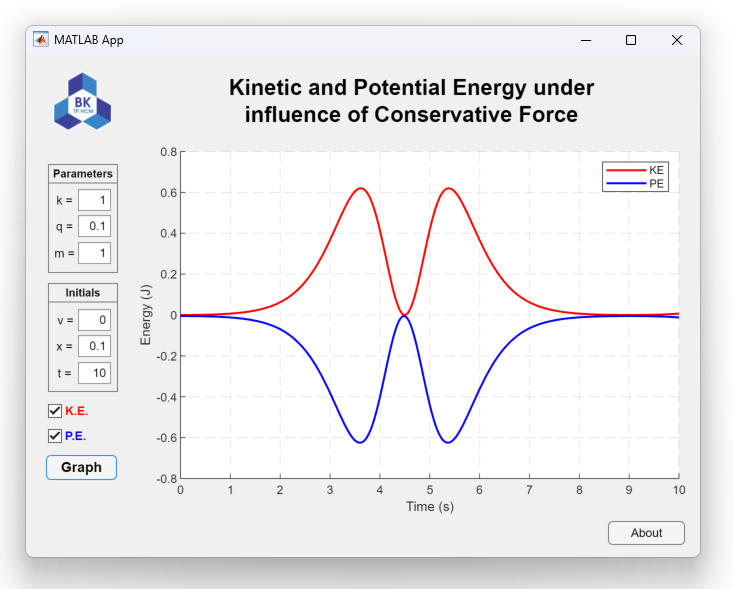 MATLAB App
BK
TP.HCM
Kinetic and Potential Energy under
influence of Conservative Force
Parameters
k = 1
q = 0.1
m = 1
Initials
v = 0
x = 0.1
t = 10
K.E.
P.E.
Graph
Energy (J)
0.8
0.6
0.4
0.2
0
-0.2
-0.4
-0.6
-0.8
KE
PE
0 1 2 3 4 5 6 7 8 9 10
Time (s)
About